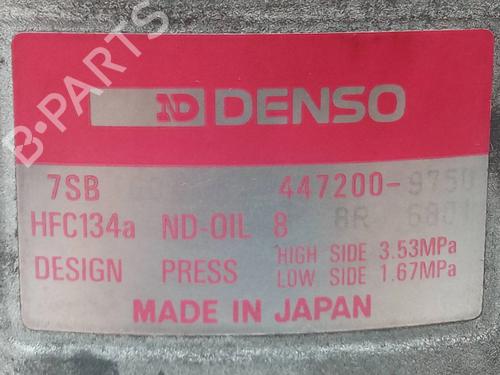 B-PARTS
ND DENSO
7SB 447200-9750
HFC134a ND-OIL 8
DESIGN PRESS HIGH SIDE 3.53MPa
LOW SIDE 1.67MPa
MADE IN JAPAN